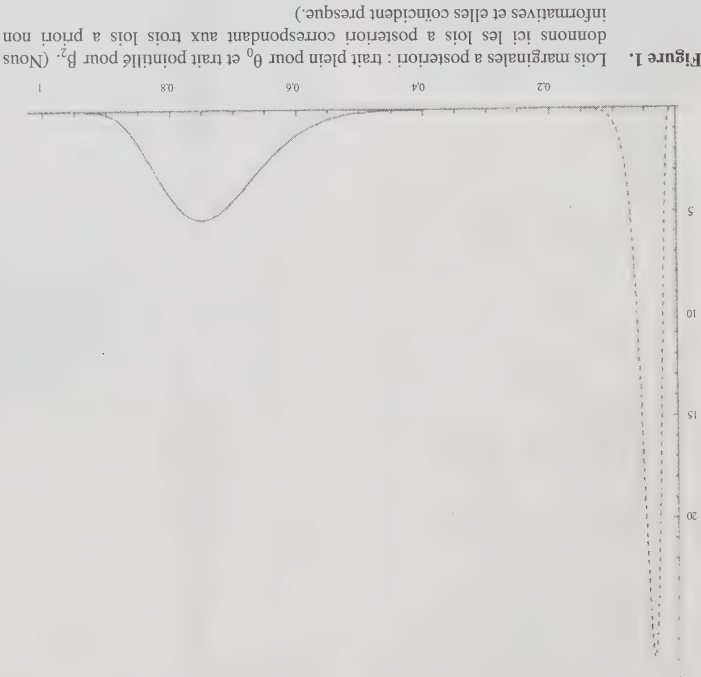 20
15
10
5
0.2 0.4 0.6 0.8 1
Figure 1. Lois marginales a posteriori : trait plein pour θ₀ et trait pointillé pour β₂. (Nous
donnons ici les lois a posteriori correspondant aux trois lois a priori non
informatives et elles coïncident presque.)